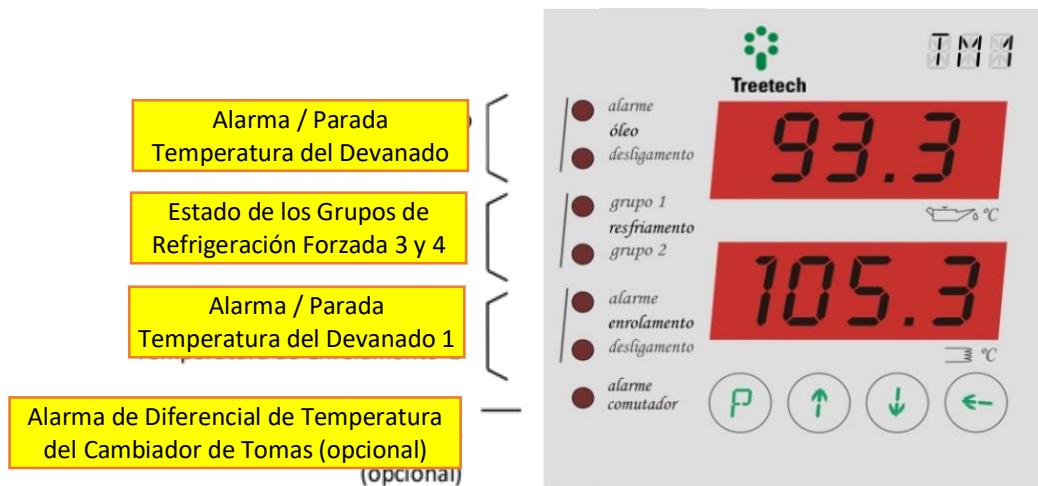 TM1
Treetech
Alarma / Parada
Temperatura del Devanado
alarme
óleo
desligamento
93.3
°C
Estado de los Grupos de
Refrigeración Forzada 3 y 4
grupo 1
resfriamento
grupo 2
Alarma / Parada
Temperatura del Devanado 1
alarme
enrolamento
desligamento
105.3
°C
Alarma de Diferencial de Temperatura
del Cambiador de Tomas (opcional)
(opcional)
alarme
comutador
P